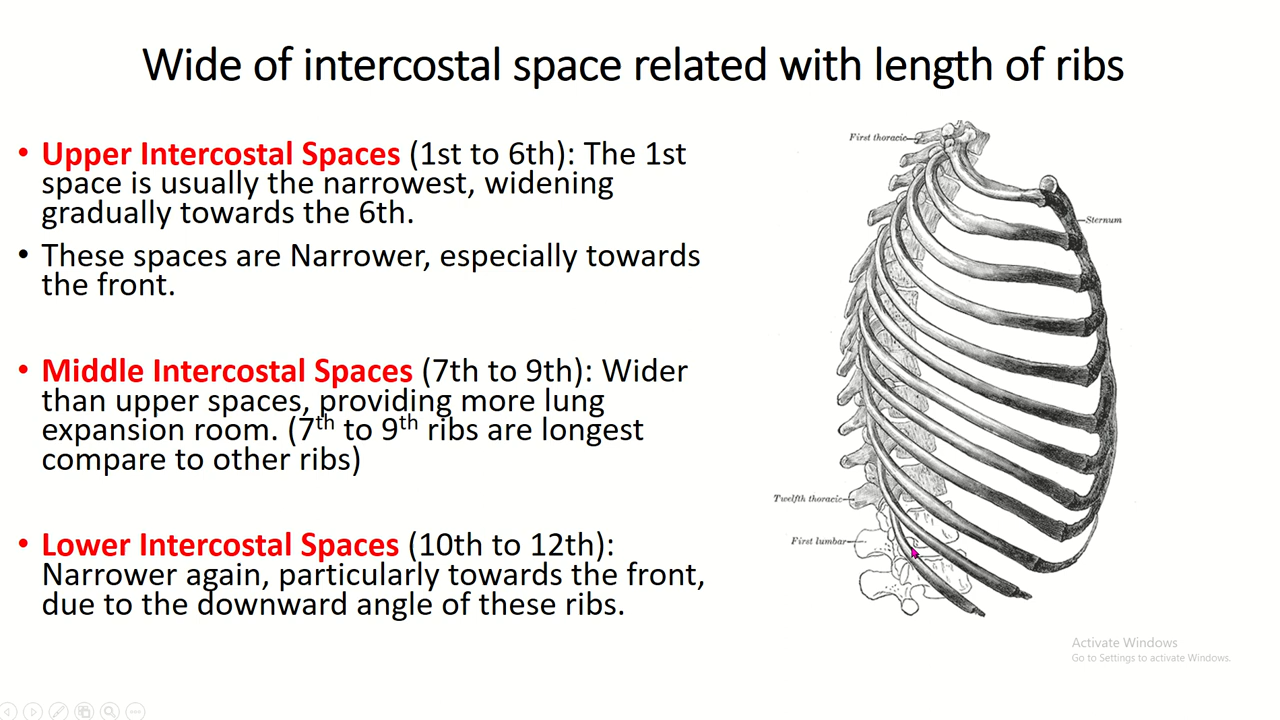 Wide of intercostal space related with length of ribs
• Upper Intercostal Spaces (1st to 6th): The 1st
space is usually the narrowest, widening
gradually towards the 6th.
• These spaces are Narrower, especially towards
the front.
• Middle Intercostal Spaces (7th to 9th): Wider
than upper spaces, providing more lung
expansion room. (7th to 9th ribs are longest
compare to other ribs)
• Lower Intercostal Spaces (10th to 12th):
Narrower again, particularly towards the front,
due to the downward angle of these ribs.
First thoracic
Sternum
Twelfth thoracic
First lumbar
Activate Windows
Go to Settings to activate Windows.